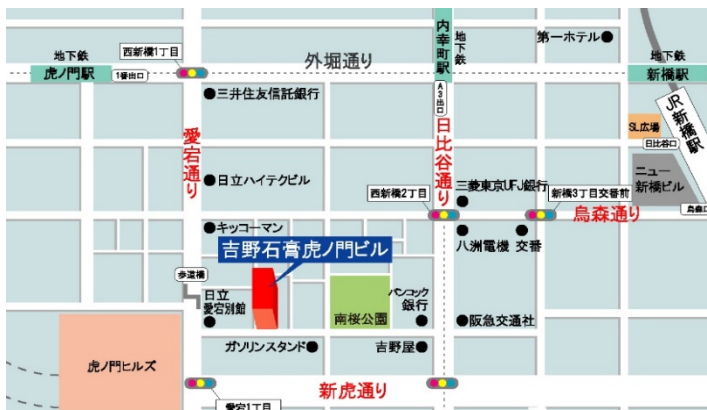 地下鉄
虎ノ門駅
1番出口
西新橋1丁目
外堀通り
内幸町駅
地下鉄
A3出口
第一ホテル
地下鉄
新橋駅
JR新橋駅
三井住友信託銀行
愛宕通り
日比谷通り
SL広場
日比谷口
日立ハイテクビル
西新橋2丁目
三菱東京UFJ銀行
新橋3丁目交番前
ニュー
新橋ビル
烏森口
烏森通り
キッコーマン
八洲電機
交番
吉野石膏虎ノ門ビル
歩道橋
日立
愛宕別館
南桜公園
バンコック
銀行
阪急交通社
虎ノ門ヒルズ
ガソリンスタンド
吉野屋
新虎通り
愛宕1丁目